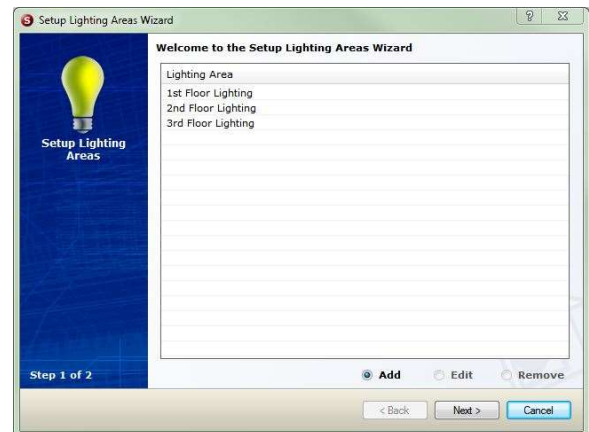 S Setup Lighting Areas Wizard ?
Setup Lighting
Areas
Step 1 of 2
Welcome to the Setup Lighting Areas Wizard
Lighting Area
1st Floor Lighting
2nd Floor Lighting
3rd Floor Lighting
Add Edit Remove
< Back Next > Cancel